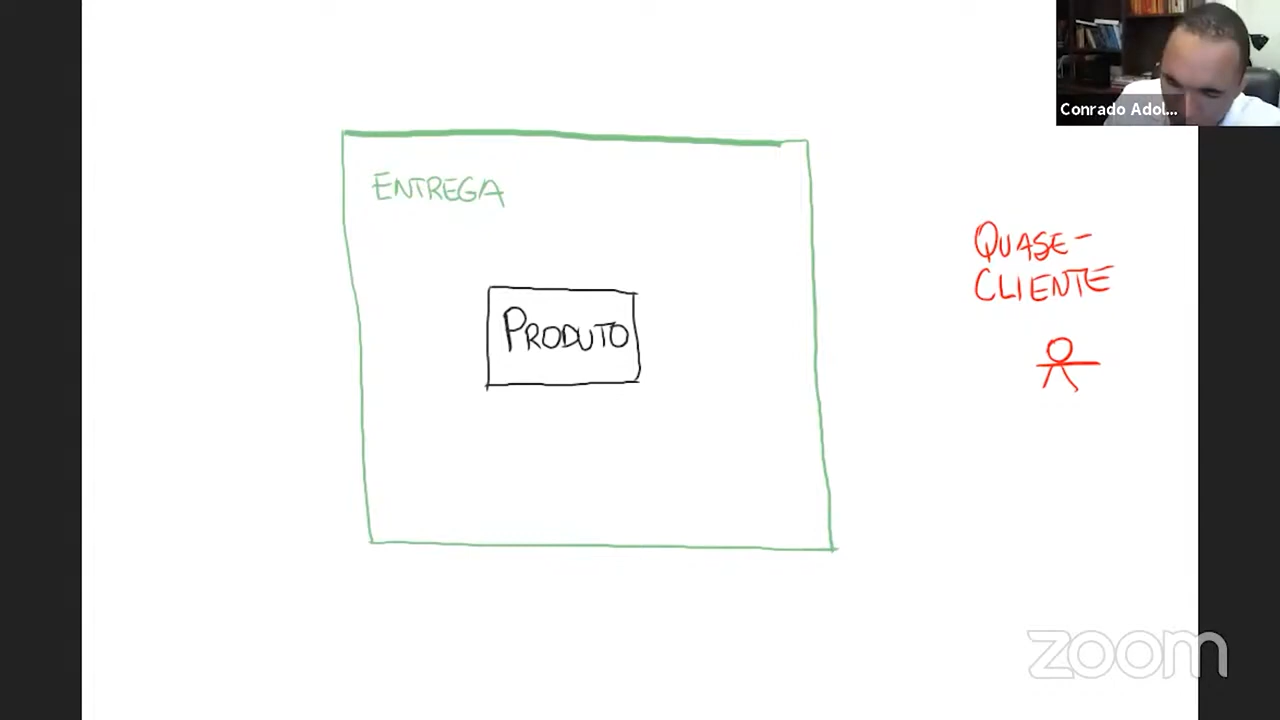 Conrado Adol...
ENTREGA
QUASE-
CLIENTE
PRODUTO
zoom